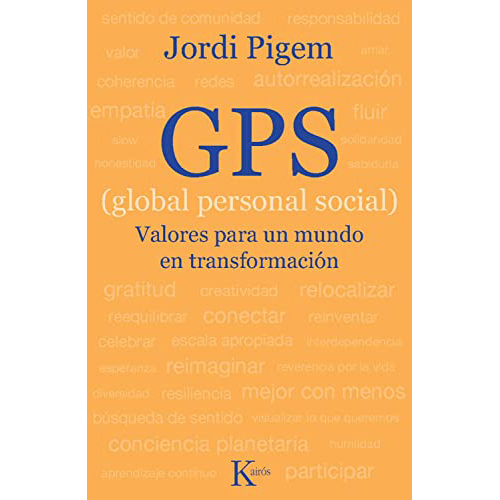 sentido de comunidad responsabilidad
Jordi Pigem
valor amar
coherencia redes autorrealización
empatía fluir
GPS
slow solidaridad
honestidad sabiduría
(global personal social)
Valores para un mundo
en transformación
gratitud creatividad relocalizar
reequilibrar conectar reinventar
celebrar escala apropiada interdependencia
esperanza reimaginar reverencia por la vida
diversidad resiliencia mejor con menos
búsqueda de sentido visualizar lo que queremos
conciencia planetaria humildad
aprendizaje continuo participar
Kairós